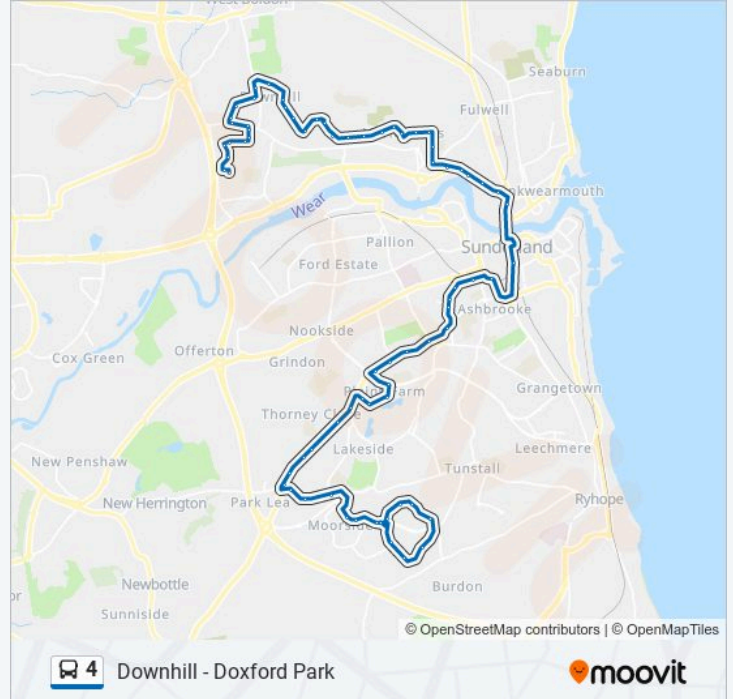 West Boldon
Seaburn
Fulwell
Wear
Pallion
Sunderland
Ford Estate
Ashbrooke
Nookside
Offerton
Cox Green
Grindon
Grangetown
Thorney Close
Lakeside
Leechmere
New Penshaw
Tunstall
New Herrington
Park Lea
Ryhope
Moorside
Newbottle
Burdon
Sunniside
© OpenStreetMap contributors | © OpenMapTiles
4 Downhill - Doxford Park
moovit